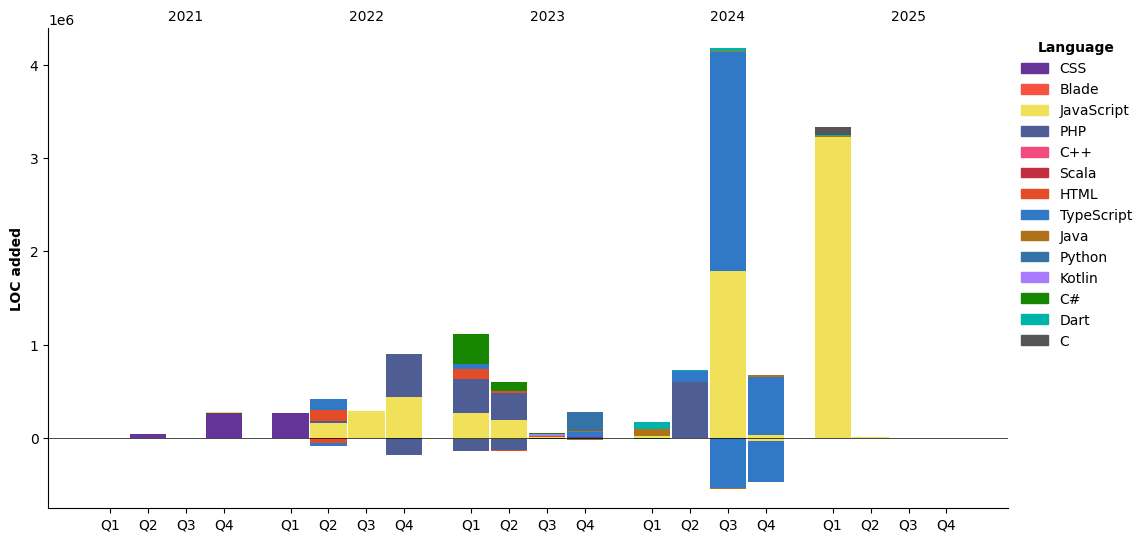 1e6
2021 2022 2023 2024 2025
LOC added
4
3
2
1
0
Q1 Q2 Q3 Q4 Q1 Q2 Q3 Q4 Q1 Q2 Q3 Q4 Q1 Q2 Q3 Q4 Q1 Q2 Q3 Q4
Language
CSS
Blade
JavaScript
PHP
C++
Scala
HTML
TypeScript
Java
Python
Kotlin
C#
Dart
C